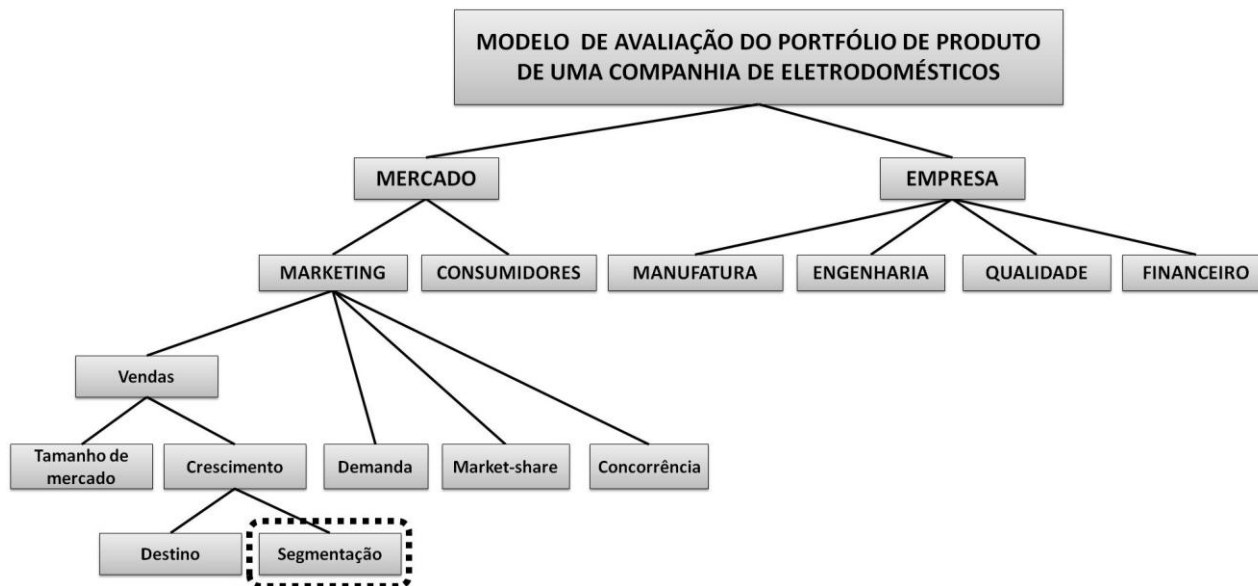 MODELO DE AVALIAÇÃO DO PORTFÓLIO DE PRODUTO
DE UMA COMPANHIA DE ELETRODOMÉSTICOS
MERCADO
EMPRESA
MARKETING
CONSUMIDORES
MANUFATURA
ENGENHARIA
QUALIDADE
FINANCEIRO
Vendas
Tamanho de
mercado
Crescimento
Demanda
Market-share
Concorrência
Destino
Segmentação